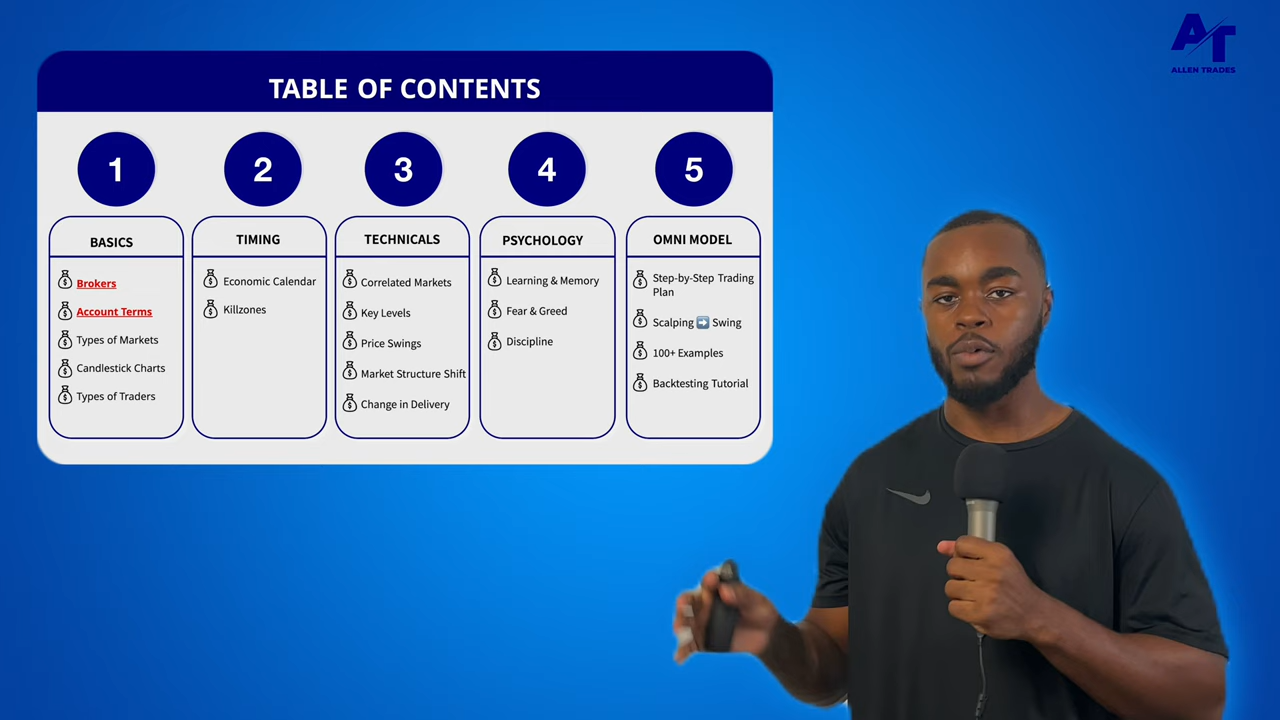 AT
ALLEN TRADES
TABLE OF CONTENTS
1
BASICS
Brokers
Account Terms
Types of Markets
Candlestick Charts
Types of Traders
2
TIMING
Economic Calendar
Killzones
3
TECHNICALS
Correlated Markets
Key Levels
Price Swings
Market Structure Shift
Change in Delivery
4
PSYCHOLOGY
Learning & Memory
Fear & Greed
Discipline
5
OMNI MODEL
Step-by-Step Trading
Plan
Scalping ➡️ Swing
100+ Examples
Backtesting Tutorial